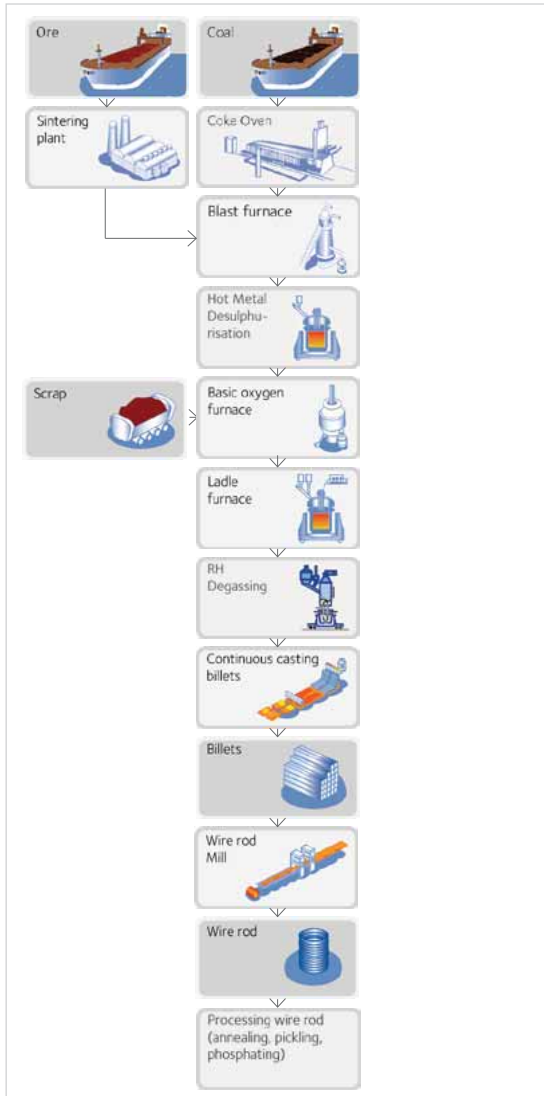 Ore
Coal
Sintering
plant
Coke Oven
Blast furnace
Hot Metal
Desulphu-
risation
Scrap
Basic oxygen
furnace
Ladle
furnace
RH
Degassing
Continuous casting
billets
Billets
Wire rod
Mill
Wire rod
Processing wire rod
(annealing, pickling,
phosphating)